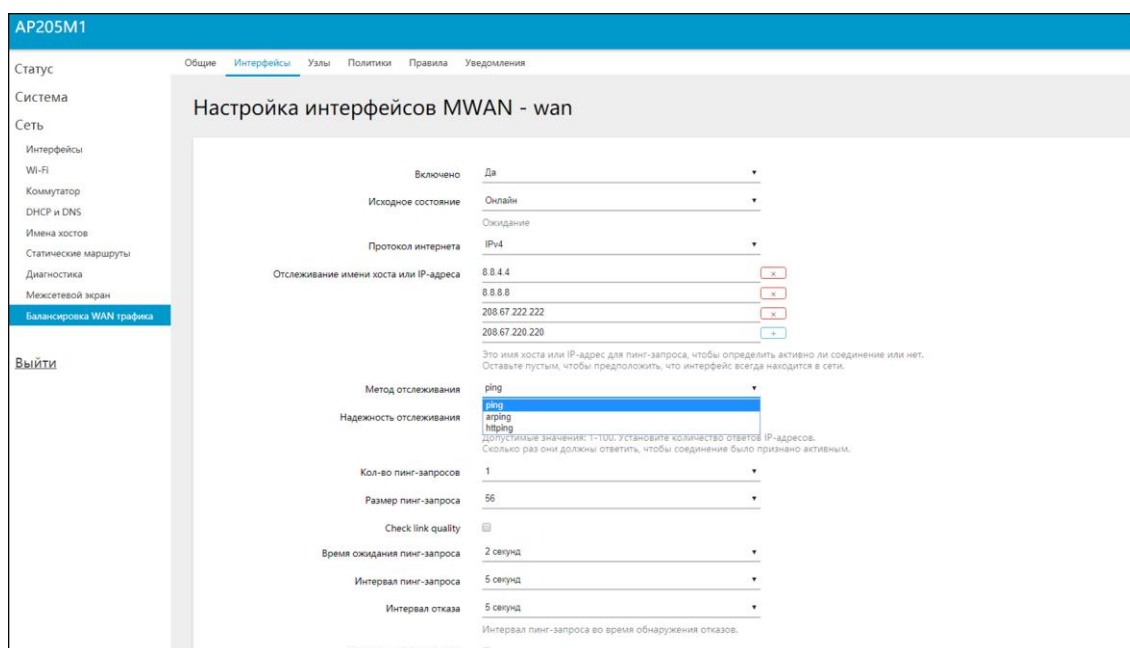 AP205M1
Статус
Система
Сеть
Интерфейсы
Wi-Fi
Коммутатор
DHCP и DNS
Имена хостов
Статические маршруты
Диагностика
Межсетевой экран
Балансировка WAN трафика
Выйти
Общие Интерфейсы Узлы Политики Правила Уведомления
Настройка интерфейсов MWAN - wan
Включено Да
Исходное состояние Онлайн
Ожидание
Протокол интернета IPv4
Отслеживание имени хоста или IP-адреса 8.8.4.4
8.8.8.8
208.67.222.222
208.67.220.220
Это имя хоста или IP-адрес для пинг-запроса, чтобы определить активно ли соединение или нет.
Оставьте пустым, чтобы предположить, что интерфейс всегда находится в сети.
Метод отслеживания ping
ping
Надежность отслеживания arping
httping
Допустимые значения: 1-100. Установите количество ответов IP-адресов.
Сколько раз они должны ответить, чтобы соединение было признано активным.
Кол-во пинг-запросов 1
Размер пинг-запроса 56
Check link quality
Время ожидания пинг-запроса 2 секунд
Интервал пинг-запроса 5 секунд
Интервал отказа 5 секунд
Интервал пинг-запроса во время обнаружения отказов.